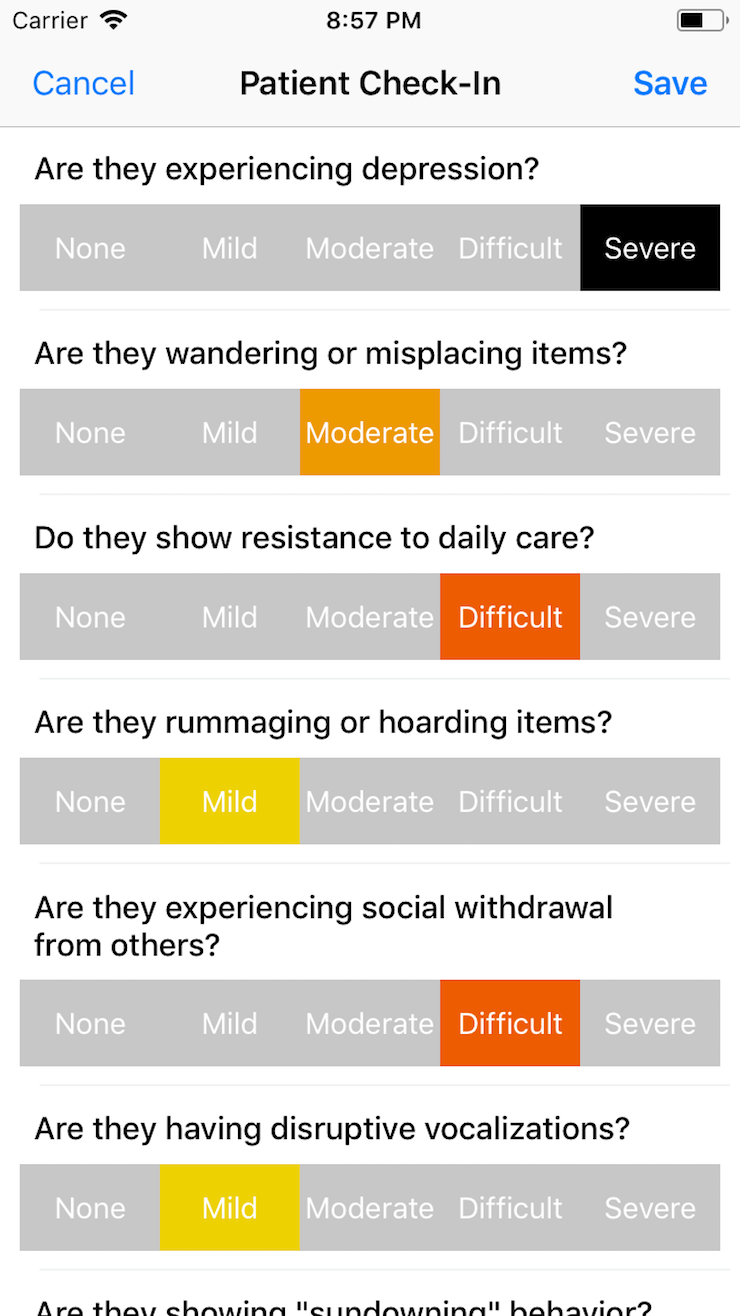 Carrier 8:57 PM
Cancel Patient Check-In Save
Are they experiencing depression?
None Mild Moderate Difficult Severe
Are they wandering or misplacing items?
None Mild Moderate Difficult Severe
Do they show resistance to daily care?
None Mild Moderate Difficult Severe
Are they rummaging or hoarding items?
None Mild Moderate Difficult Severe
Are they experiencing social withdrawal
from others?
None Mild Moderate Difficult Severe
Are they having disruptive vocalizations?
None Mild Moderate Difficult Severe
Are they showing "sundowning" behavior?